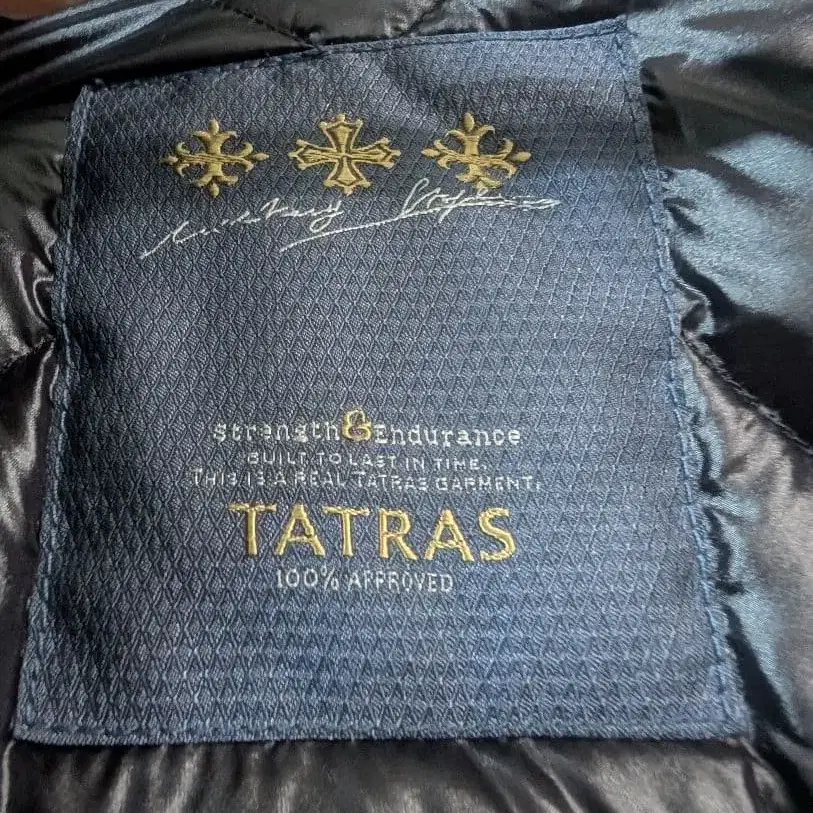 Strength & Endurance
BUILT TO LAST IN TIME.
THIS IS A REAL TATRAS GARMENT.
TATRAS
100% APPROVED